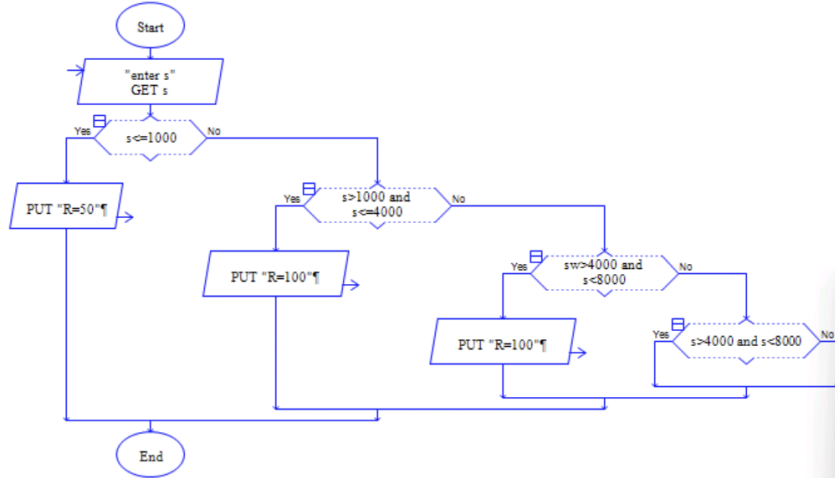 Start
"enter s"
GET s
Yes
s<=1000
No
PUT "R=50"¶
Yes
s>1000 and
s<=4000
No
PUT "R=100"¶
Yes
sw>4000 and
s<8000
No
PUT "R=100"¶
Yes
s>4000 and s<8000
No
End